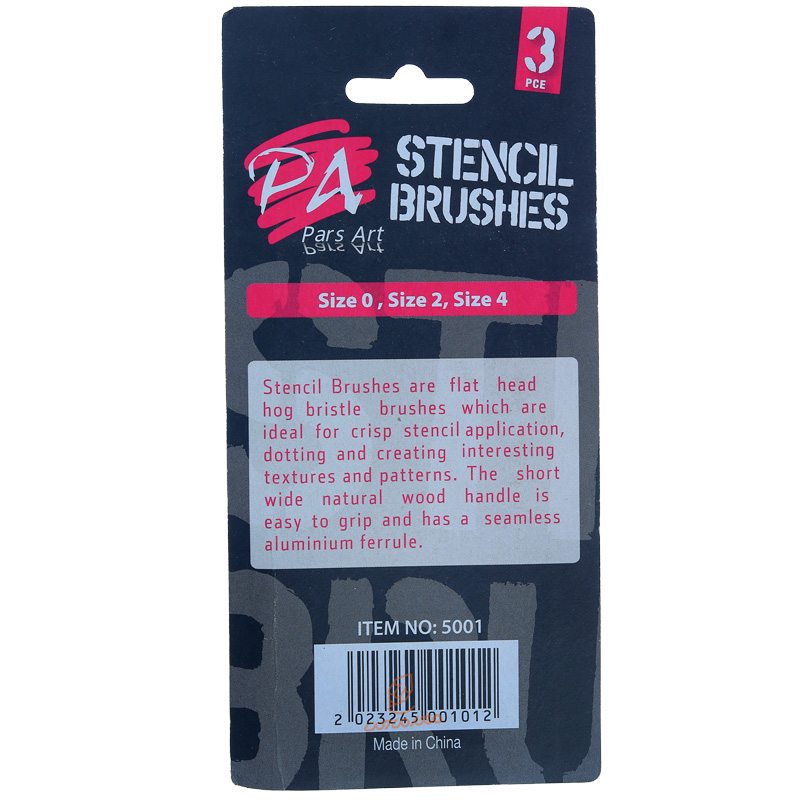 3
PCE
PA
Pars Art
STENCIL
BRUSHES
Size 0 , Size 2, Size 4
Stencil Brushes are flat head
hog bristle brushes which are
ideal for crisp stencil application,
dotting and creating interesting
textures and patterns. The short
wide natural wood handle is
easy to grip and has a seamless
aluminium ferrule.
ITEM NO: 5001
2 023245 001012
Made in China